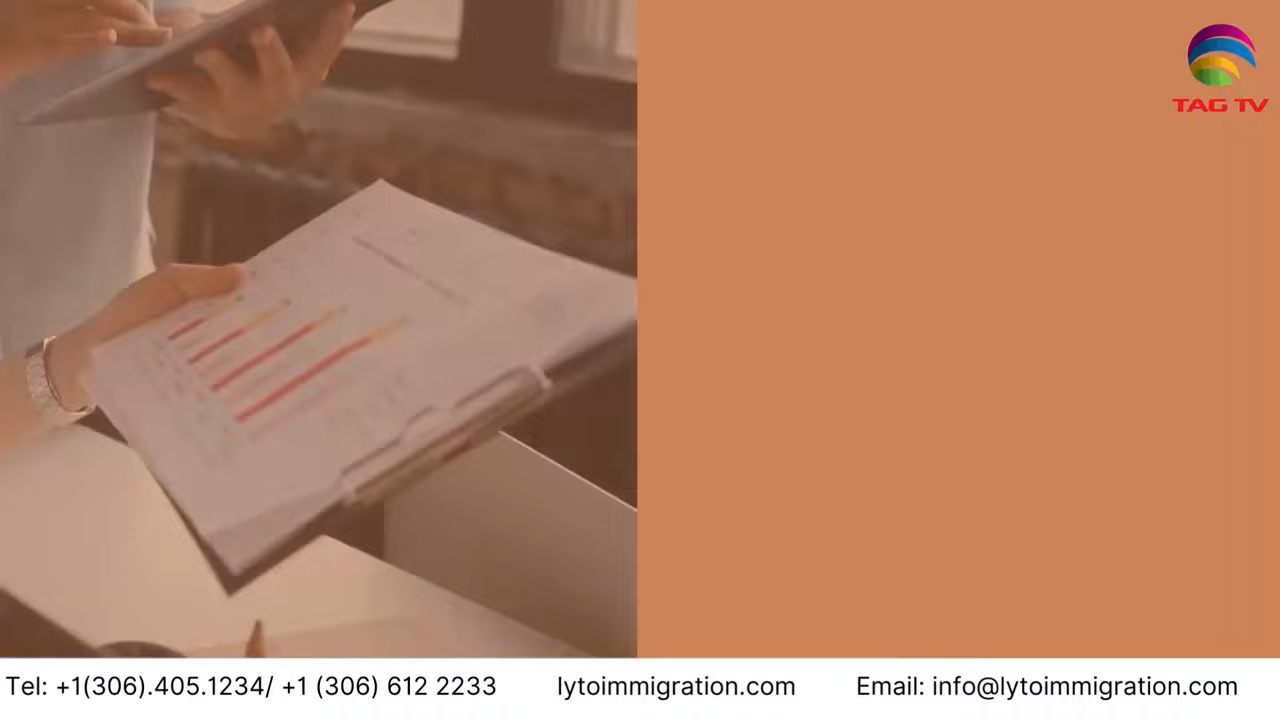 TAG TV
Tel: +1(306).405.1234/ +1 (306) 612 2233 lytoimmigration.com Email: info@lytoimmigration.com